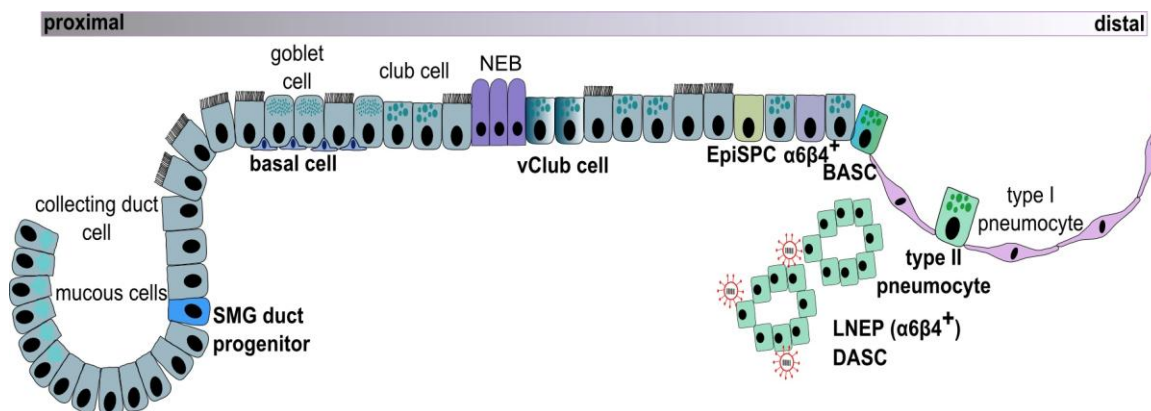 proximal
distal
goblet
cell
club cell
NEB
basal cell
vClub cell
EpiSPC α6β4⁺
BASC
collecting duct
cell
mucous cells
SMG duct
progenitor
type I
pneumocyte
type II
pneumocyte
LNEP (α6β4⁺)
DASC